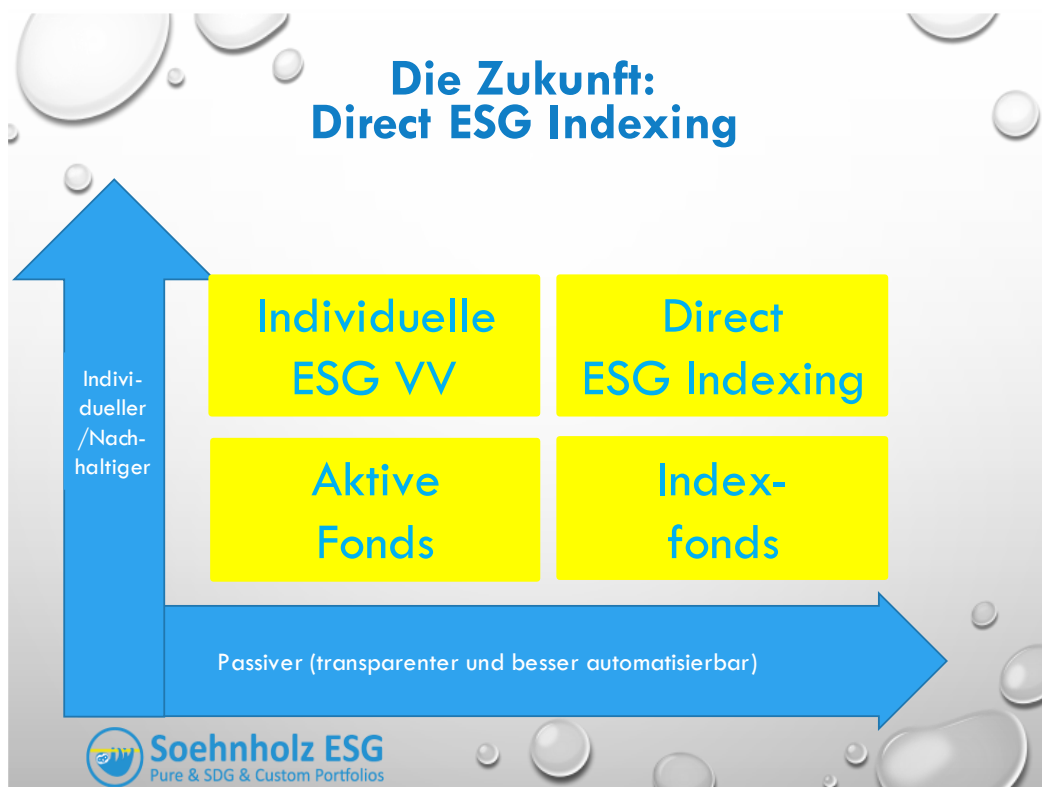 Die Zukunft:
Direct ESG Indexing
Indivi-
dueller
/Nach-
haltiger
Individuelle
ESG VV
Direct
ESG Indexing
Aktive
Fonds
Index-
fonds
Passiver (transparenter und besser automatisierbar)
Soehnholz ESG
Pure & SDG & Custom Portfolios